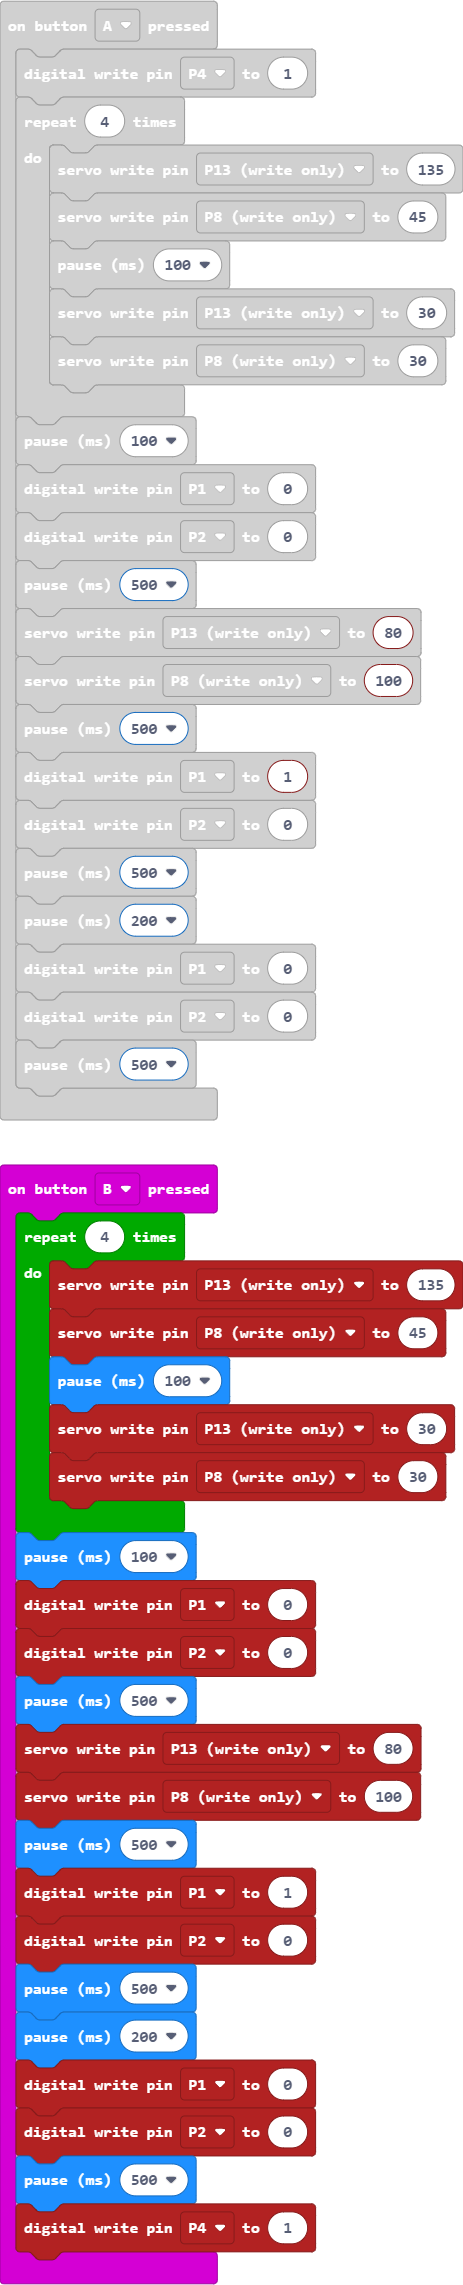 on button A pressed
digital write pin P4 to 1
repeat 4 times
do
servo write pin P13 (write only) to 135
servo write pin P8 (write only) to 45
pause (ms) 100
servo write pin P13 (write only) to 30
servo write pin P8 (write only) to 30
pause (ms) 100
digital write pin P1 to 0
digital write pin P2 to 0
pause (ms) 500
servo write pin P13 (write only) to 80
servo write pin P8 (write only) to 100
pause (ms) 500
digital write pin P1 to 1
digital write pin P2 to 0
pause (ms) 500
pause (ms) 200
digital write pin P1 to 0
digital write pin P2 to 0
pause (ms) 500
on button B pressed
repeat 4 times
do
servo write pin P13 (write only) to 135
servo write pin P8 (write only) to 45
pause (ms) 100
servo write pin P13 (write only) to 30
servo write pin P8 (write only) to 30
pause (ms) 100
digital write pin P1 to 0
digital write pin P2 to 0
pause (ms) 500
servo write pin P13 (write only) to 80
servo write pin P8 (write only) to 100
pause (ms) 500
digital write pin P1 to 1
digital write pin P2 to 0
pause (ms) 500
pause (ms) 200
digital write pin P1 to 0
digital write pin P2 to 0
pause (ms) 500
digital write pin P4 to 1